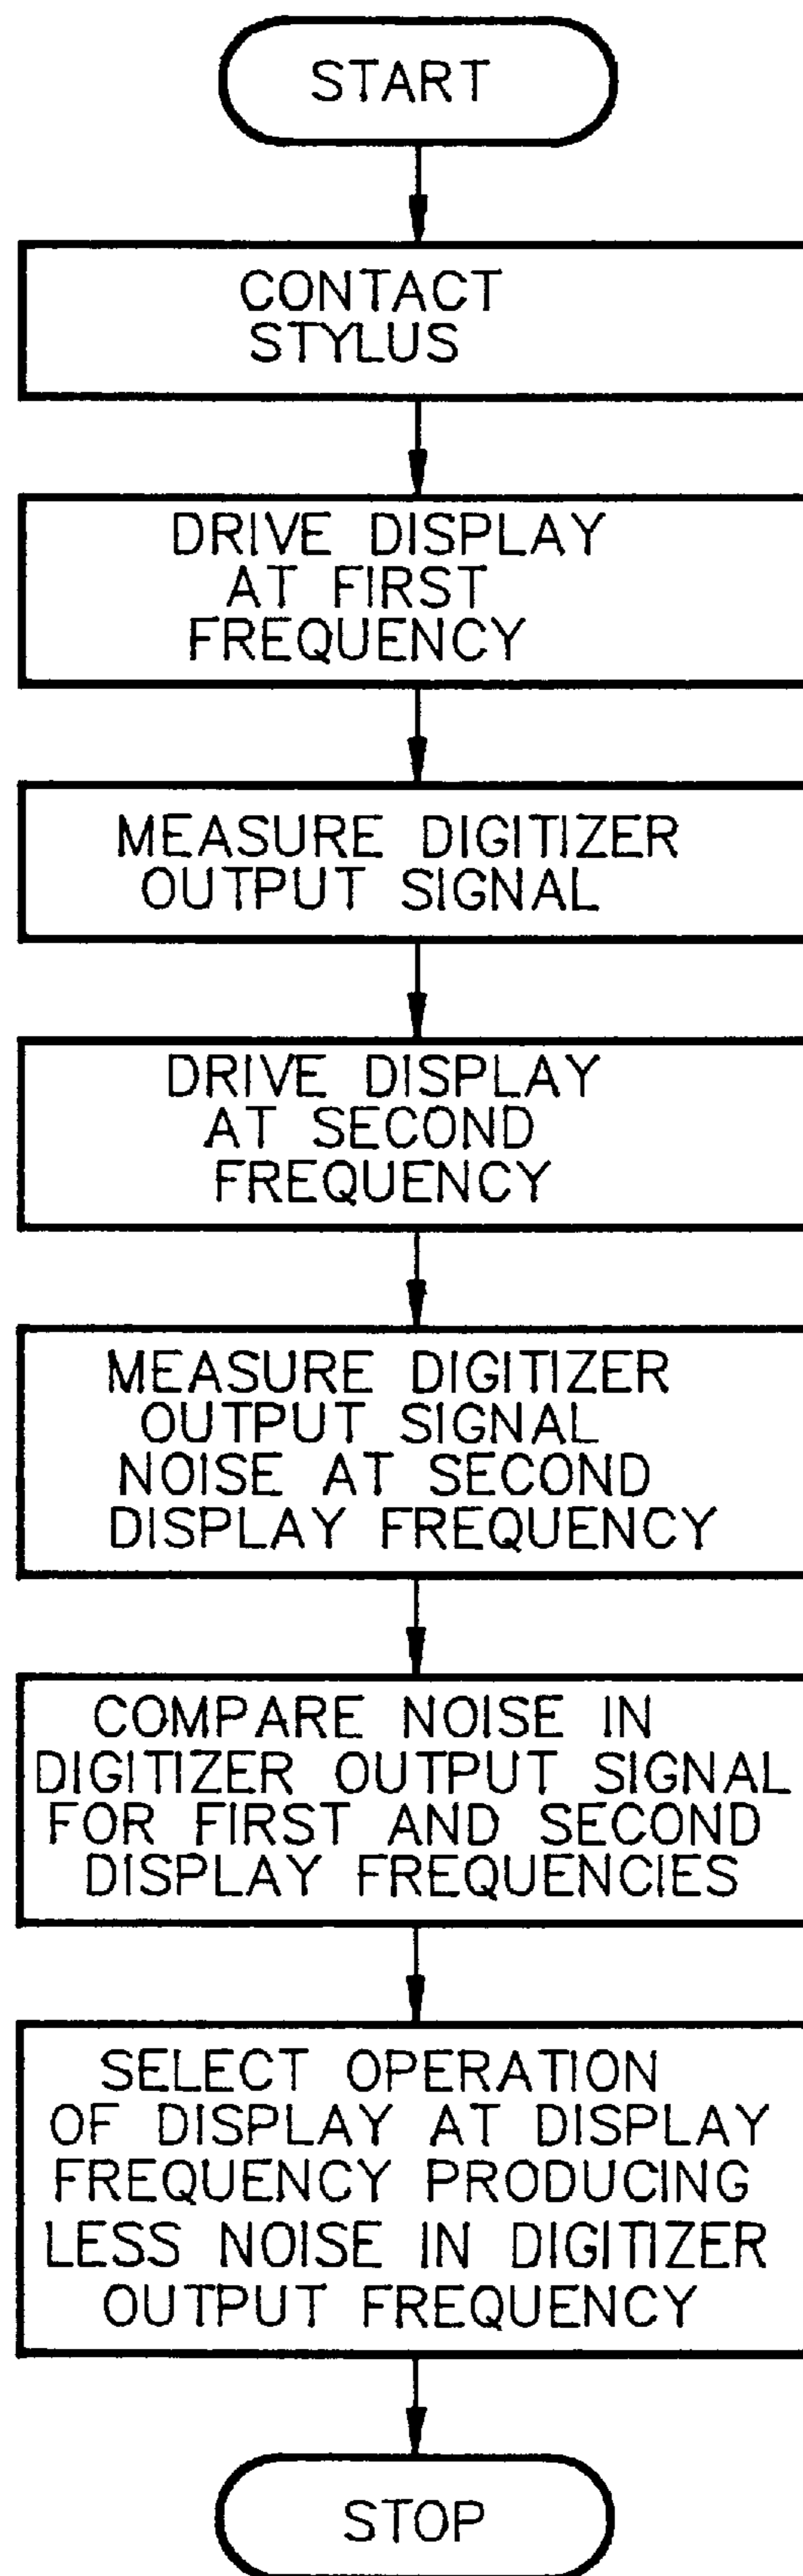 START
CONTACT
STYLUS
DRIVE DISPLAY
AT FIRST
FREQUENCY
MEASURE DIGITIZER
OUTPUT SIGNAL
DRIVE DISPLAY
AT SECOND
FREQUENCY
MEASURE DIGITIZER
OUTPUT SIGNAL
NOISE AT SECOND
DISPLAY FREQUENCY
COMPARE NOISE IN
DIGITIZER OUTPUT SIGNAL
FOR FIRST AND SECOND
DISPLAY FREQUENCIES
SELECT OPERATION
OF DISPLAY AT DISPLAY
FREQUENCY PRODUCING
LESS NOISE IN DIGITIZER
OUTPUT FREQUENCY
STOP